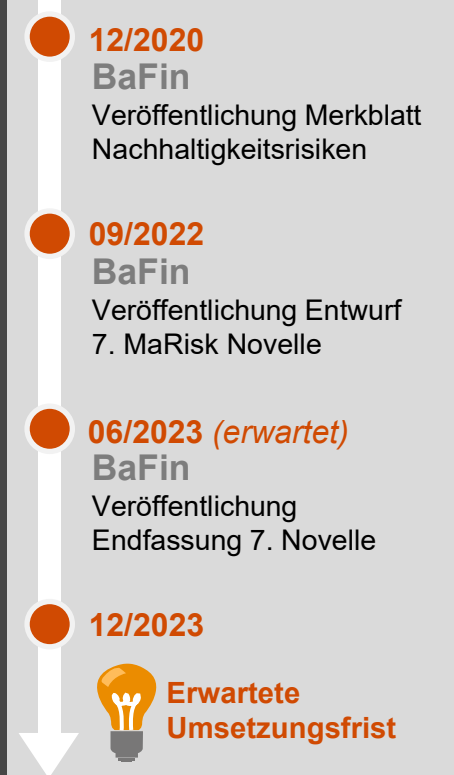 12/2020
BaFin
Veröffentlichung Merkblatt
Nachhaltigkeitsrisiken
09/2022
BaFin
Veröffentlichung Entwurf
7. MaRisk Novelle
06/2023 (erwartet)
BaFin
Veröffentlichung
Endfassung 7. Novelle
12/2023
Erwartete
Umsetzungsfrist